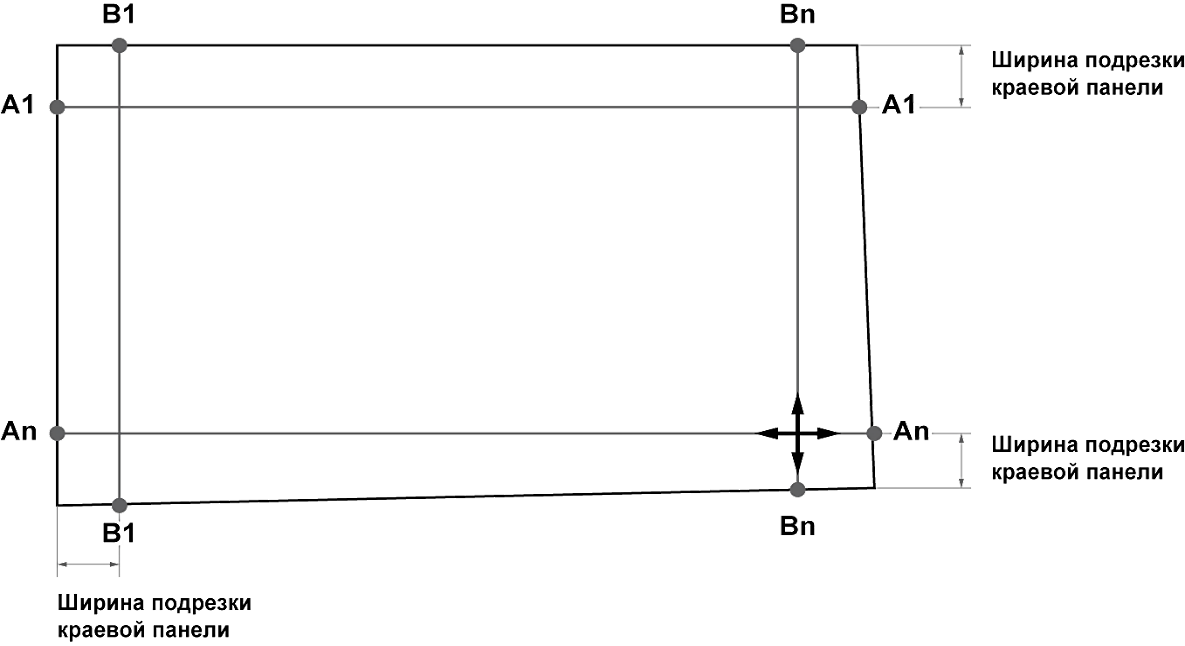 B1
Bn
Ширина подрезки
краевой панели
A1
A1
An
An
Ширина подрезки
краевой панели
B1
Bn
Ширина подрезки
краевой панели